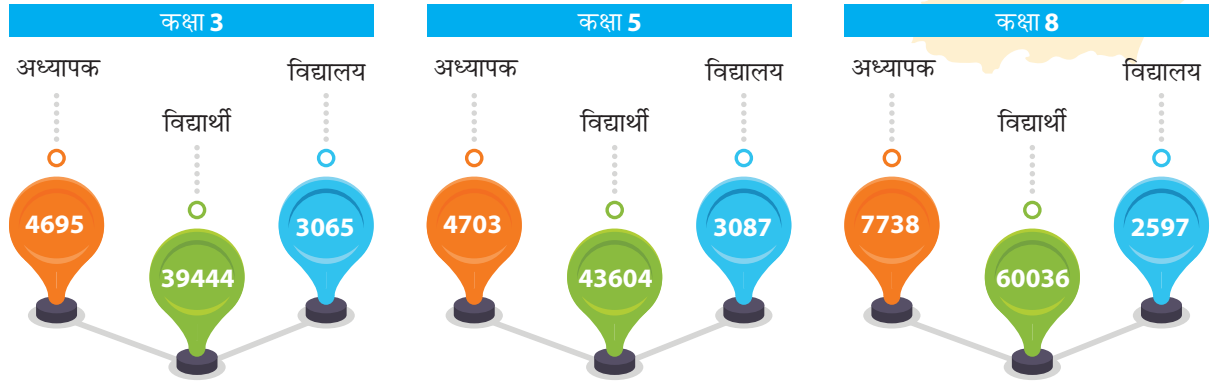 कक्षा 3
अध्यापक
विद्यार्थी
विद्यालय
4695
39444
3065
कक्षा 5
अध्यापक
विद्यार्थी
विद्यालय
4703
43604
3087
कक्षा 8
अध्यापक
विद्यार्थी
विद्यालय
7738
60036
2597